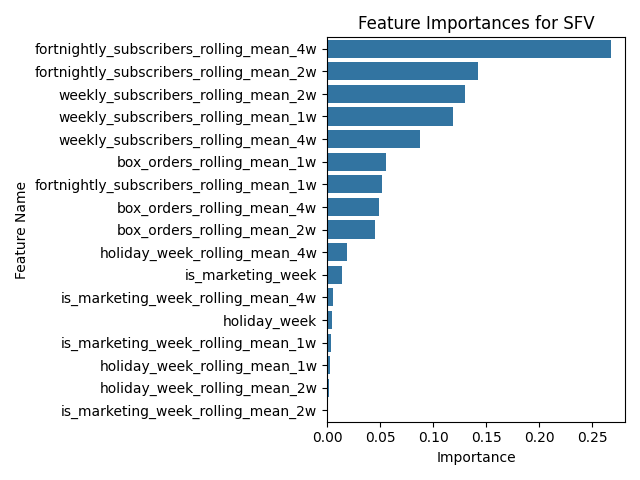 Feature Importances for SFV
fortnightly_subscribers_rolling_mean_4w
fortnightly_subscribers_rolling_mean_2w
weekly_subscribers_rolling_mean_2w
weekly_subscribers_rolling_mean_1w
weekly_subscribers_rolling_mean_4w
box_orders_rolling_mean_1w
fortnightly_subscribers_rolling_mean_1w
box_orders_rolling_mean_4w
box_orders_rolling_mean_2w
holiday_week_rolling_mean_4w
is_marketing_week
is_marketing_week_rolling_mean_4w
holiday_week
is_marketing_week_rolling_mean_1w
holiday_week_rolling_mean_1w
holiday_week_rolling_mean_2w
is_marketing_week_rolling_mean_2w
Feature Name
0.00 0.05 0.10 0.15 0.20 0.25
Importance